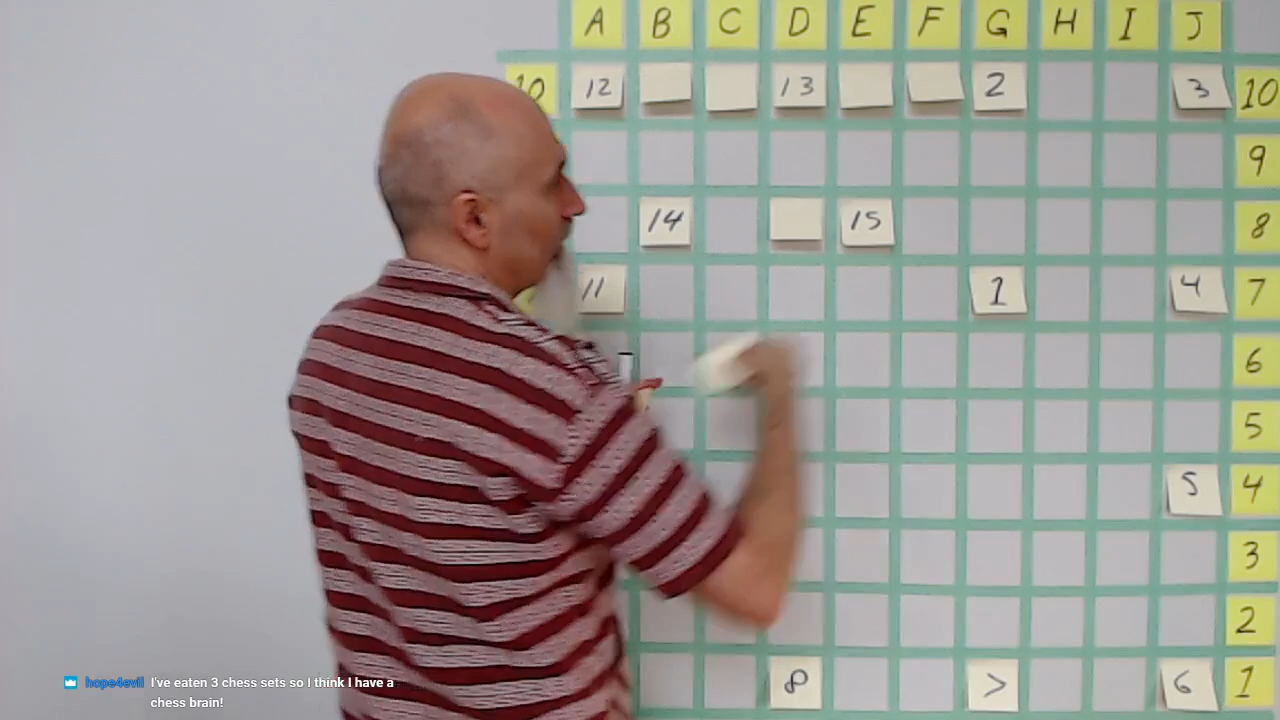 A B C D E F G H I J
10 12 13 2 3 10
9
14 15 8
11 1 4 7
6
5
5 4
3
2
8 > 6 1
hope4evil I've eaten 3 chess sets so I think I have a
chess brain!